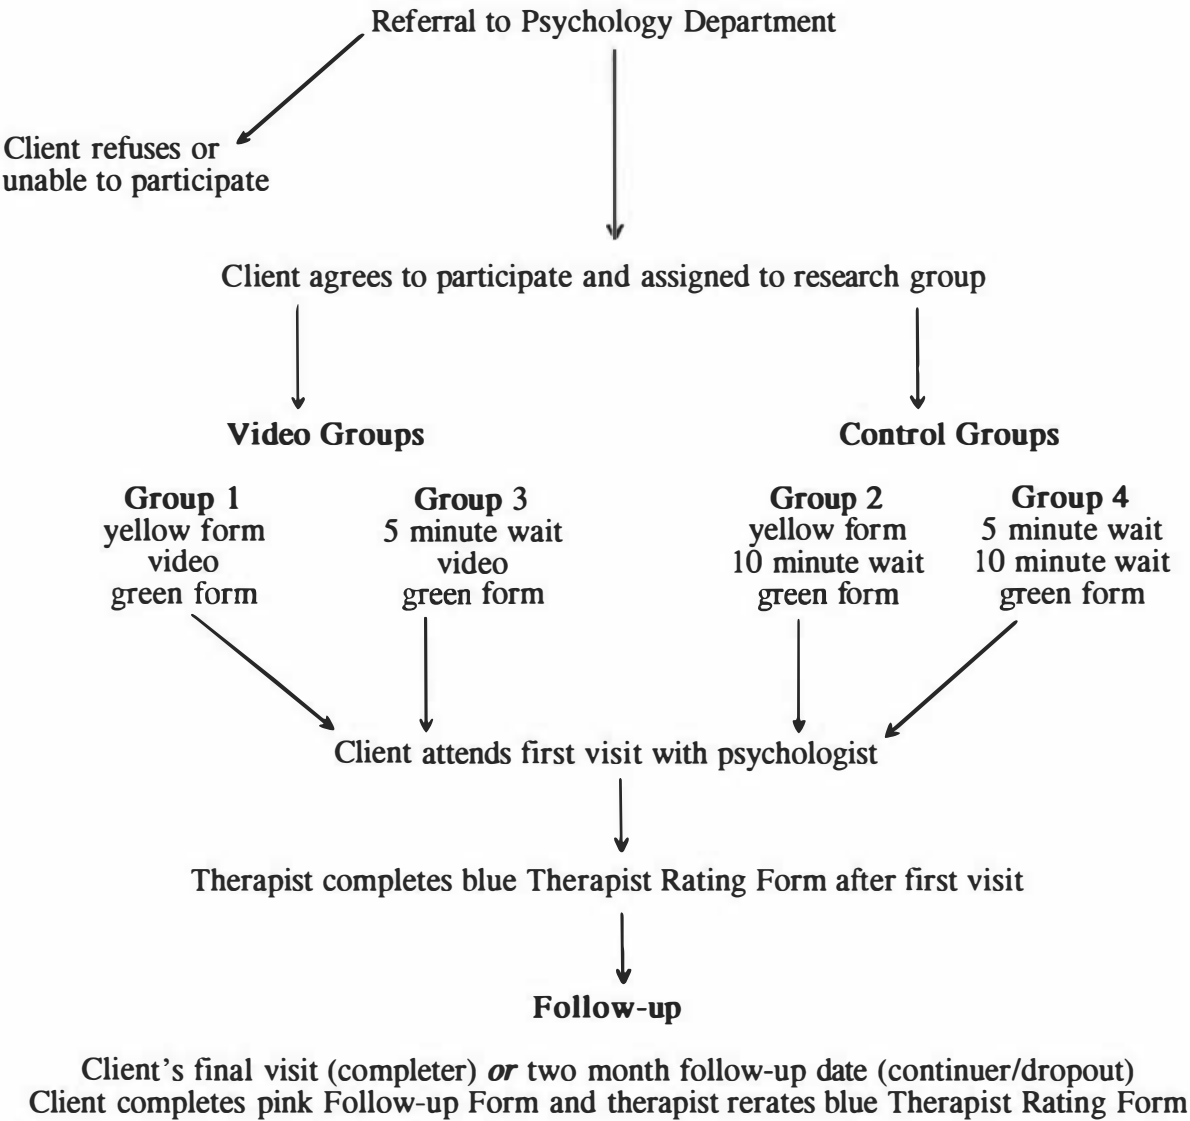 Referral to Psychology Department
Client refuses or
unable to participate
Client agrees to participate and assigned to research group
Video Groups
Control Groups
Group 1
yellow form
video
green form
Group 3
5 minute wait
video
green form
Group 2
yellow form
10 minute wait
green form
Group 4
5 minute wait
10 minute wait
green form
Client attends first visit with psychologist
Therapist completes blue Therapist Rating Form after first visit
Follow-up
Client's final visit (completer) or two month follow-up date (continuer/dropout)
Client completes pink Follow-up Form and therapist rerates blue Therapist Rating Form